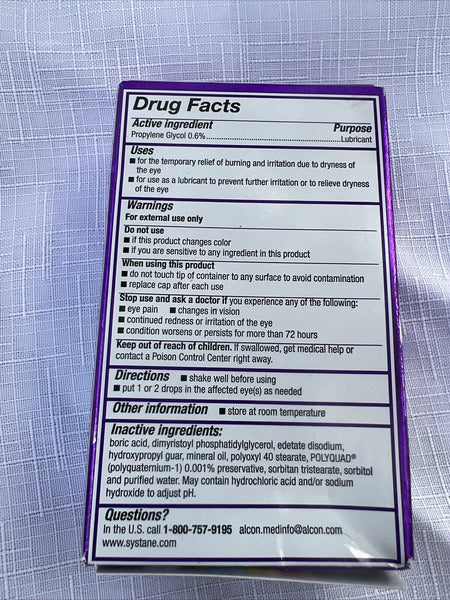 Drug Facts
Active ingredient Purpose
Propylene Glycol 0.6%..............................Lubricant
Uses
■ for the temporary relief of burning and irritation due to dryness of
the eye
■ for use as a lubricant to prevent further irritation or to relieve dryness
of the eye
Warnings
For external use only
Do not use
■ if this product changes color
■ if you are sensitive to any ingredient in this product
When using this product
■ do not touch tip of container to any surface to avoid contamination
■ replace cap after each use
Stop use and ask a doctor if you experience any of the following:
■ eye pain ■ changes in vision
■ continued redness or irritation of the eye
■ condition worsens or persists for more than 72 hours
Keep out of reach of children. If swallowed, get medical help or
contact a Poison Control Center right away.
Directions ■ shake well before using
■ put 1 or 2 drops in the affected eye(s) as needed
Other information ■ store at room temperature
Inactive ingredients:
boric acid, dimyristoyl phosphatidylglycerol, edetate disodium,
hydroxypropyl guar, mineral oil, polyoxyl 40 stearate, POLYQUAD®
(polyquaternium-1) 0.001% preservative, sorbitan tristearate, sorbitol
and purified water. May contain hydrochloric acid and/or sodium
hydroxide to adjust pH.
Questions?
In the U.S. call 1-800-757-9195 alcon.medinfo@alcon.com
www.systane.com